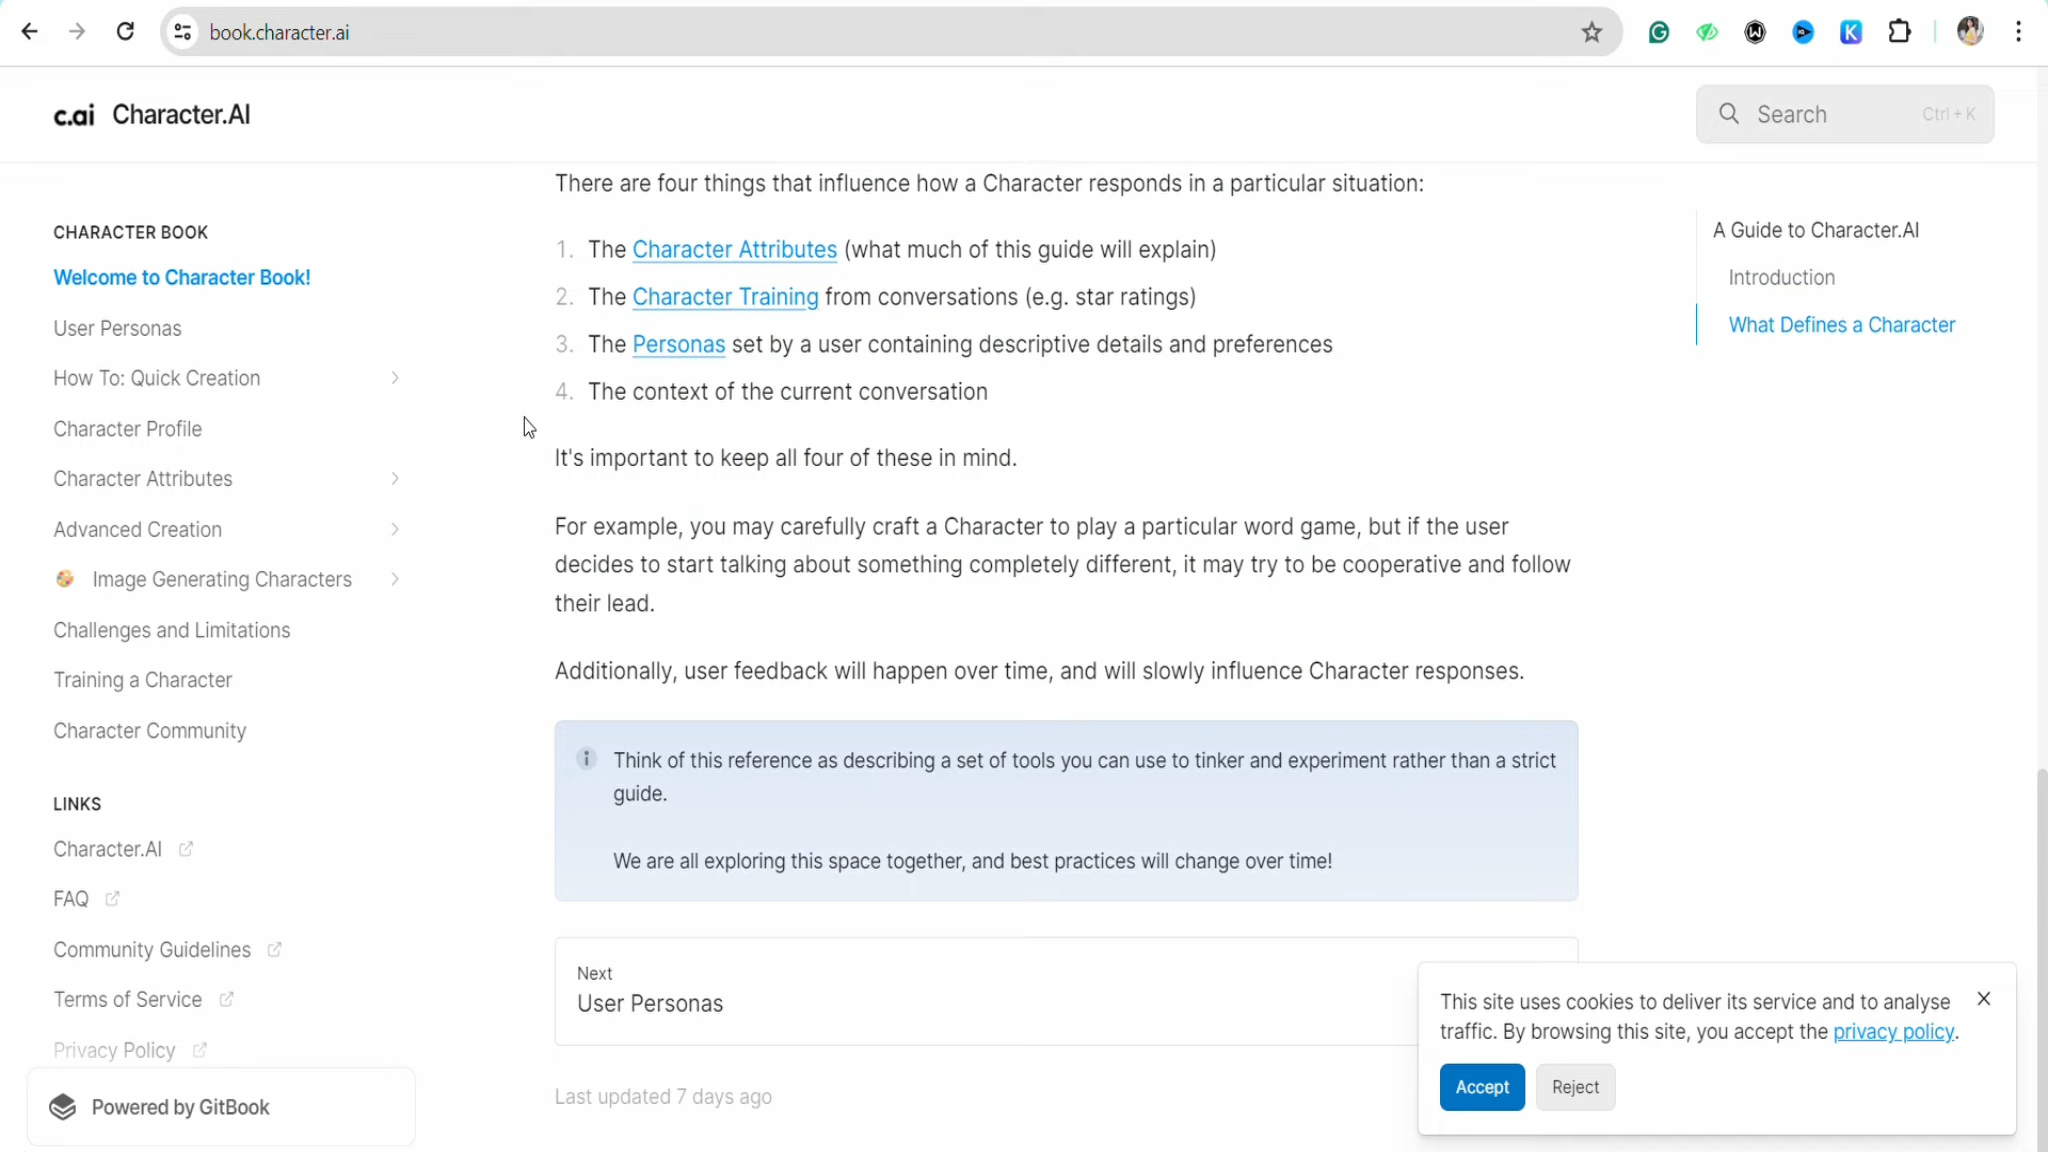 book.character.ai
c.ai Character.AI
Search Ctrl + K
CHARACTER BOOK
Welcome to Character Book!
User Personas
How To: Quick Creation
Character Profile
Character Attributes
Advanced Creation
Image Generating Characters
Challenges and Limitations
Training a Character
Character Community
LINKS
Character.AI
FAQ
Community Guidelines
Terms of Service
Privacy Policy
Powered by GitBook
There are four things that influence how a Character responds in a particular situation:
1. The Character Attributes (what much of this guide will explain)
2. The Character Training from conversations (e.g. star ratings)
3. The Personas set by a user containing descriptive details and preferences
4. The context of the current conversation
It's important to keep all four of these in mind.
For example, you may carefully craft a Character to play a particular word game, but if the user
decides to start talking about something completely different, it may try to be cooperative and follow
their lead.
Additionally, user feedback will happen over time, and will slowly influence Character responses.
Think of this reference as describing a set of tools you can use to tinker and experiment rather than a strict
guide.
We are all exploring this space together, and best practices will change over time!
Next
User Personas
Last updated 7 days ago
A Guide to Character.AI
Introduction
What Defines a Character
This site uses cookies to deliver its service and to analyse
traffic. By browsing this site, you accept the privacy policy.
Accept Reject